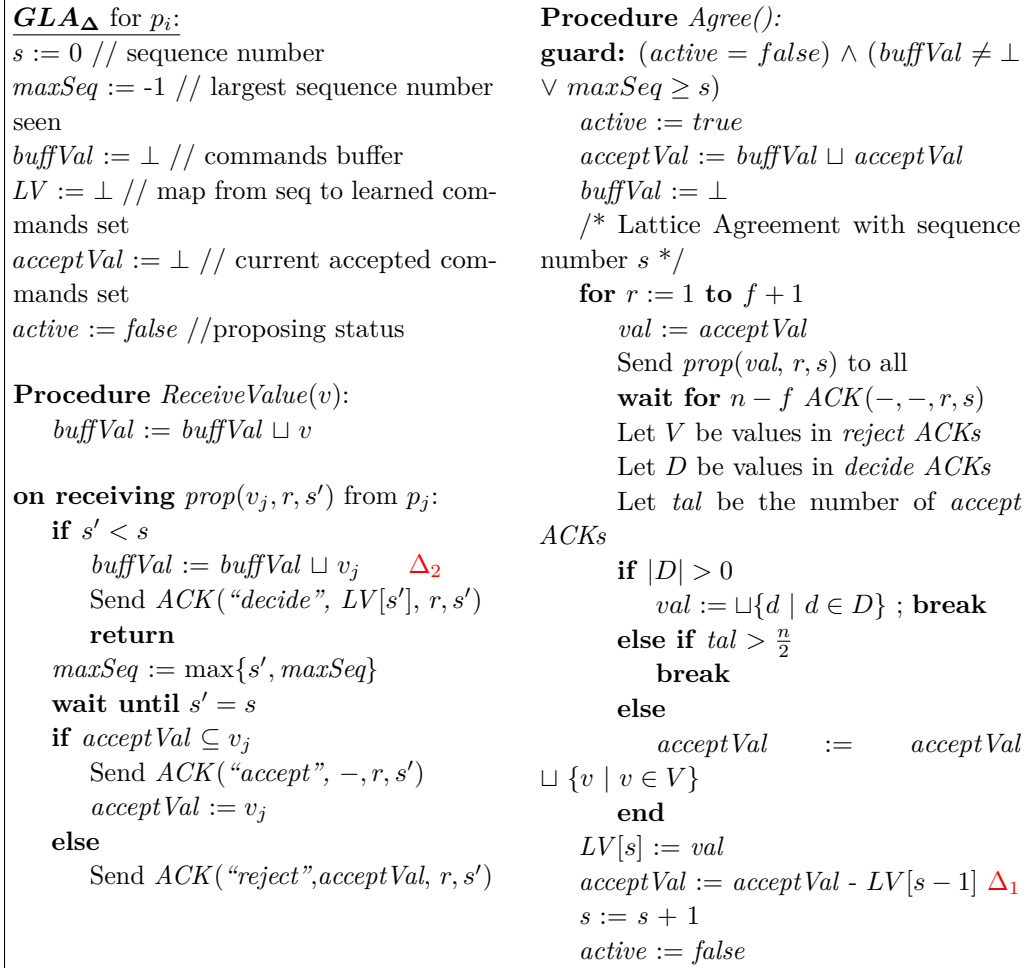 GLA_Δ for p_i:
s := 0 // sequence number
maxSeq := -1 // largest sequence number
seen
buffVal := ⊥ // commands buffer
LV := ⊥ // map from seq to learned com-
mands set
acceptVal := ⊥ // current accepted com-
mands set
active := false //proposing status
Procedure ReceiveValue(v):
buffVal := buffVal ⊔ v
on receiving prop(v_j, r, s′) from p_j:
if s′ < s
buffVal := buffVal ⊔ v_j Δ_2
Send ACK(“decide”, LV[s′], r, s′)
return
maxSeq := max{s′, maxSeq}
wait until s′ = s
if acceptVal ⊆ v_j
Send ACK(“accept”, −, r, s′)
acceptVal := v_j
else
Send ACK(“reject”,acceptVal, r, s′)
Procedure Agree():
guard: (active = false) ∧ (buffVal ≠ ⊥
∨ maxSeq ≥ s)
active := true
acceptVal := buffVal ⊔ acceptVal
buffVal := ⊥
/* Lattice Agreement with sequence
number s */
for r := 1 to f + 1
val := acceptVal
Send prop(val, r, s) to all
wait for n − f ACK(−, −, r, s)
Let V be values in reject ACKs
Let D be values in decide ACKs
Let tal be the number of accept
ACKs
if |D| > 0
val := ⊔{d | d ∈ D} ; break
else if tal > n/2
break
else
acceptVal := acceptVal
⊔ {v | v ∈ V}
end
LV[s] := val
acceptVal := acceptVal - LV[s − 1] Δ_1
s := s + 1
active := false